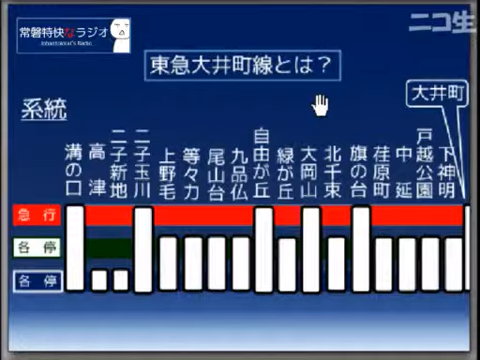 ニコ生
常磐特快なラジオ
Jobantokkai's Radio
東急大井町線とは？
大井町
系統
溝の口
高津
二子新地
二子玉川
上野毛
等々力
尾山台
九品仏
自由が丘
緑が丘
大岡山
北千束
旗の台
荏原町
中延
戸越公園
下神明
急行
各停
各停